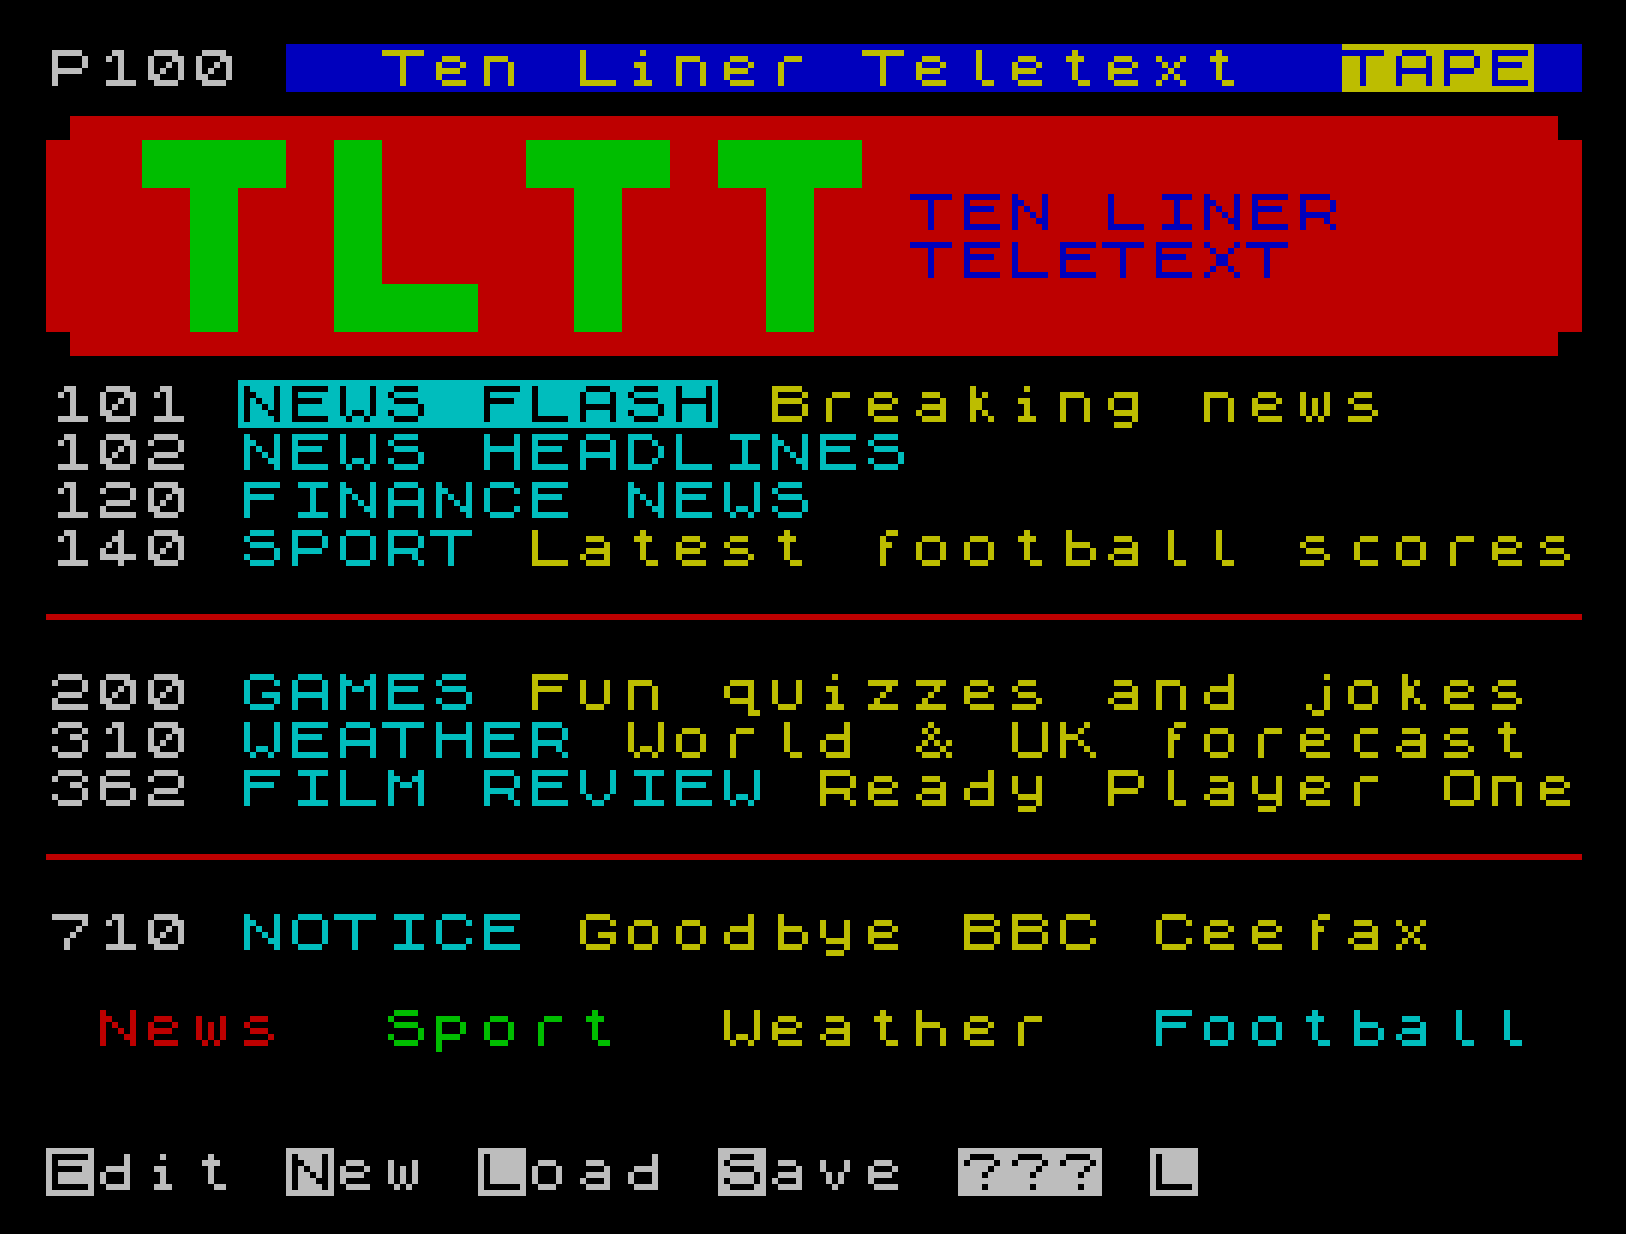 P100 Ten Liner Teletext TAPE
TLTT
TEN LINER
TELETEXT
101 NEWS FLASH Breaking news
102 NEWS HEADLINES
120 FINANCE NEWS
140 SPORT Latest football scores
200 GAMES Fun quizzes and jokes
310 WEATHER World & UK forecast
362 FILM REVIEW Ready Player One
710 NOTICE Goodbye BBC Ceefax
News Sport Weather Football
Edit New Load Save ??? L